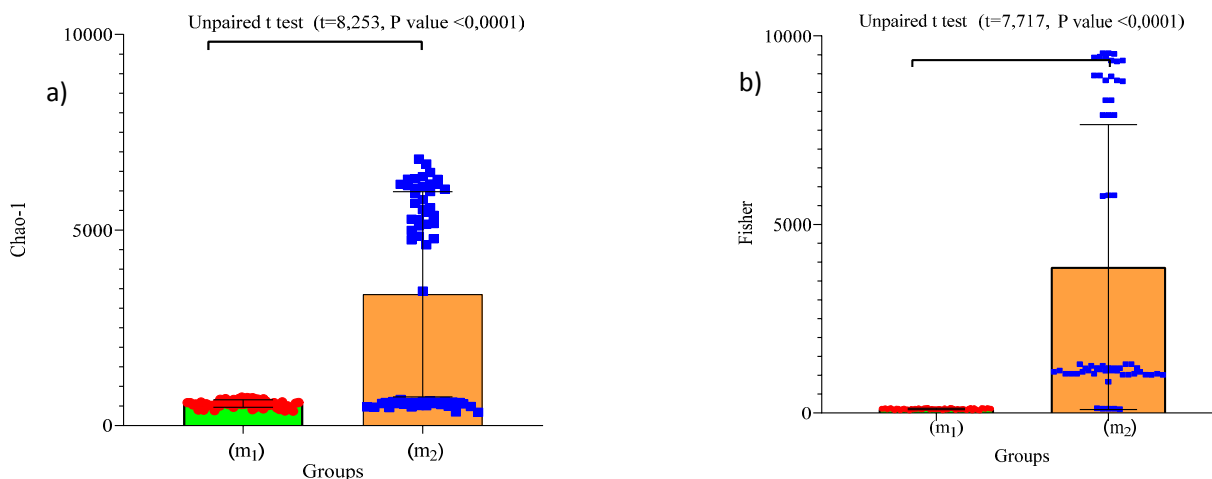 Unpaired t test (t=8,253, P value <0,0001)
a)
10000
5000
0
Chao-1
(m1)
(m2)
Groups
Unpaired t test (t=7,717, P value <0,0001)
b)
10000
5000
0
Fisher
(m1)
(m2)
Groups